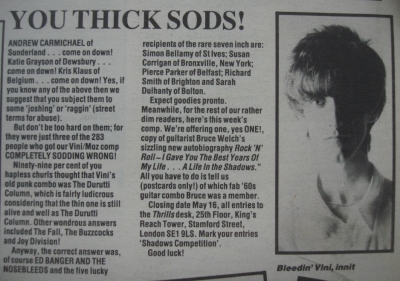 YOU THICK SODS!
ANDREW CARMICHAEL of
Sunderland . . . come on down!
Katie Grayson of Dewsbury . . .
come on down! Kris Klaus of
Belgium . . . come on down! Yes, if
you know any of the above then we
suggest that you subject them to
some 'joshing' or 'raggin' (street
terms for abuse).
But don't be too hard on them; for
they were just three of the 283
people who got our Vini/Moz comp
COMPLETELY SODDING WRONG!
Ninety-nine per cent of you
hapless churls thought that Vini's
old punk combo was The Durutti
Column, which is fairly ludicrous
considering that the thin one is still
alive and well as The Durutti
Column. Other wondrous answers
included The Fall, The Buzzcocks
and Joy Division!
Anyway, the correct answer was,
of course ED BANGER AND THE
NOSEBLEEDS and the five lucky
recipients of the rare seven inch are:
Simon Bellamy of St Ives; Susan
Corrigan of Bronxville, New York;
Pierce Parker of Belfast; Richard
Smith of Brighton and Sarah
Dulhanty of Bolton.
Expect goodies pronto.
Meanwhile, for the rest of our rather
dim readers, here's this week's
comp. We're offering one, yes ONE!,
copy of guitarist Bruce Welch's
sizzling new autobiography Rock 'N'
Roll – I Gave You The Best Years Of
My Life . . . A Life In the Shadows."
All you have to do is tell us
(postcards only!) of which fab '60s
guitar combo Bruce was a member.
Closing date May 16, all entries to
the Thrills desk, 25th Floor, King's
Reach Tower, Stamford Street,
London SE1 9LS. Mark your entries
'Shadows Competition'.
Good luck!
Bleedin' Vini, innit